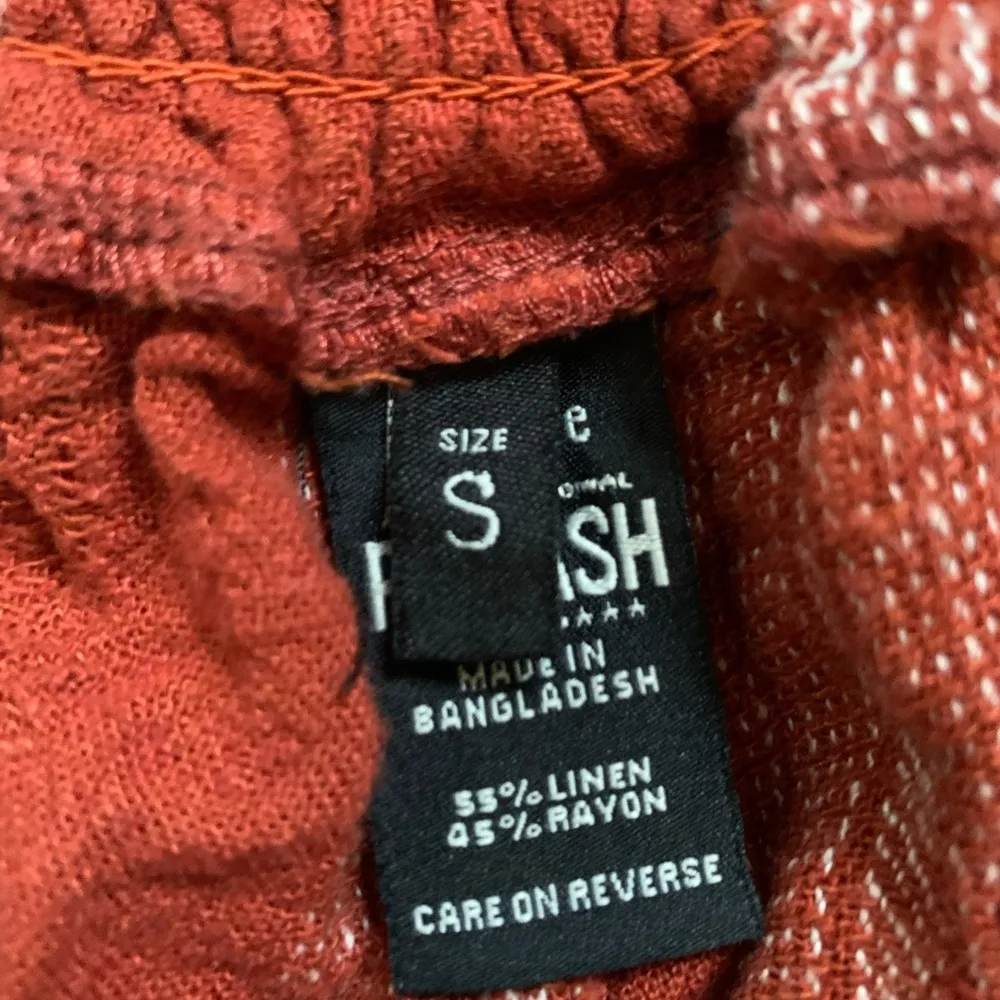 SIZE
S
MADE IN
BANGLADESH
55% LINEN
45% RAYON
CARE ON REVERSE